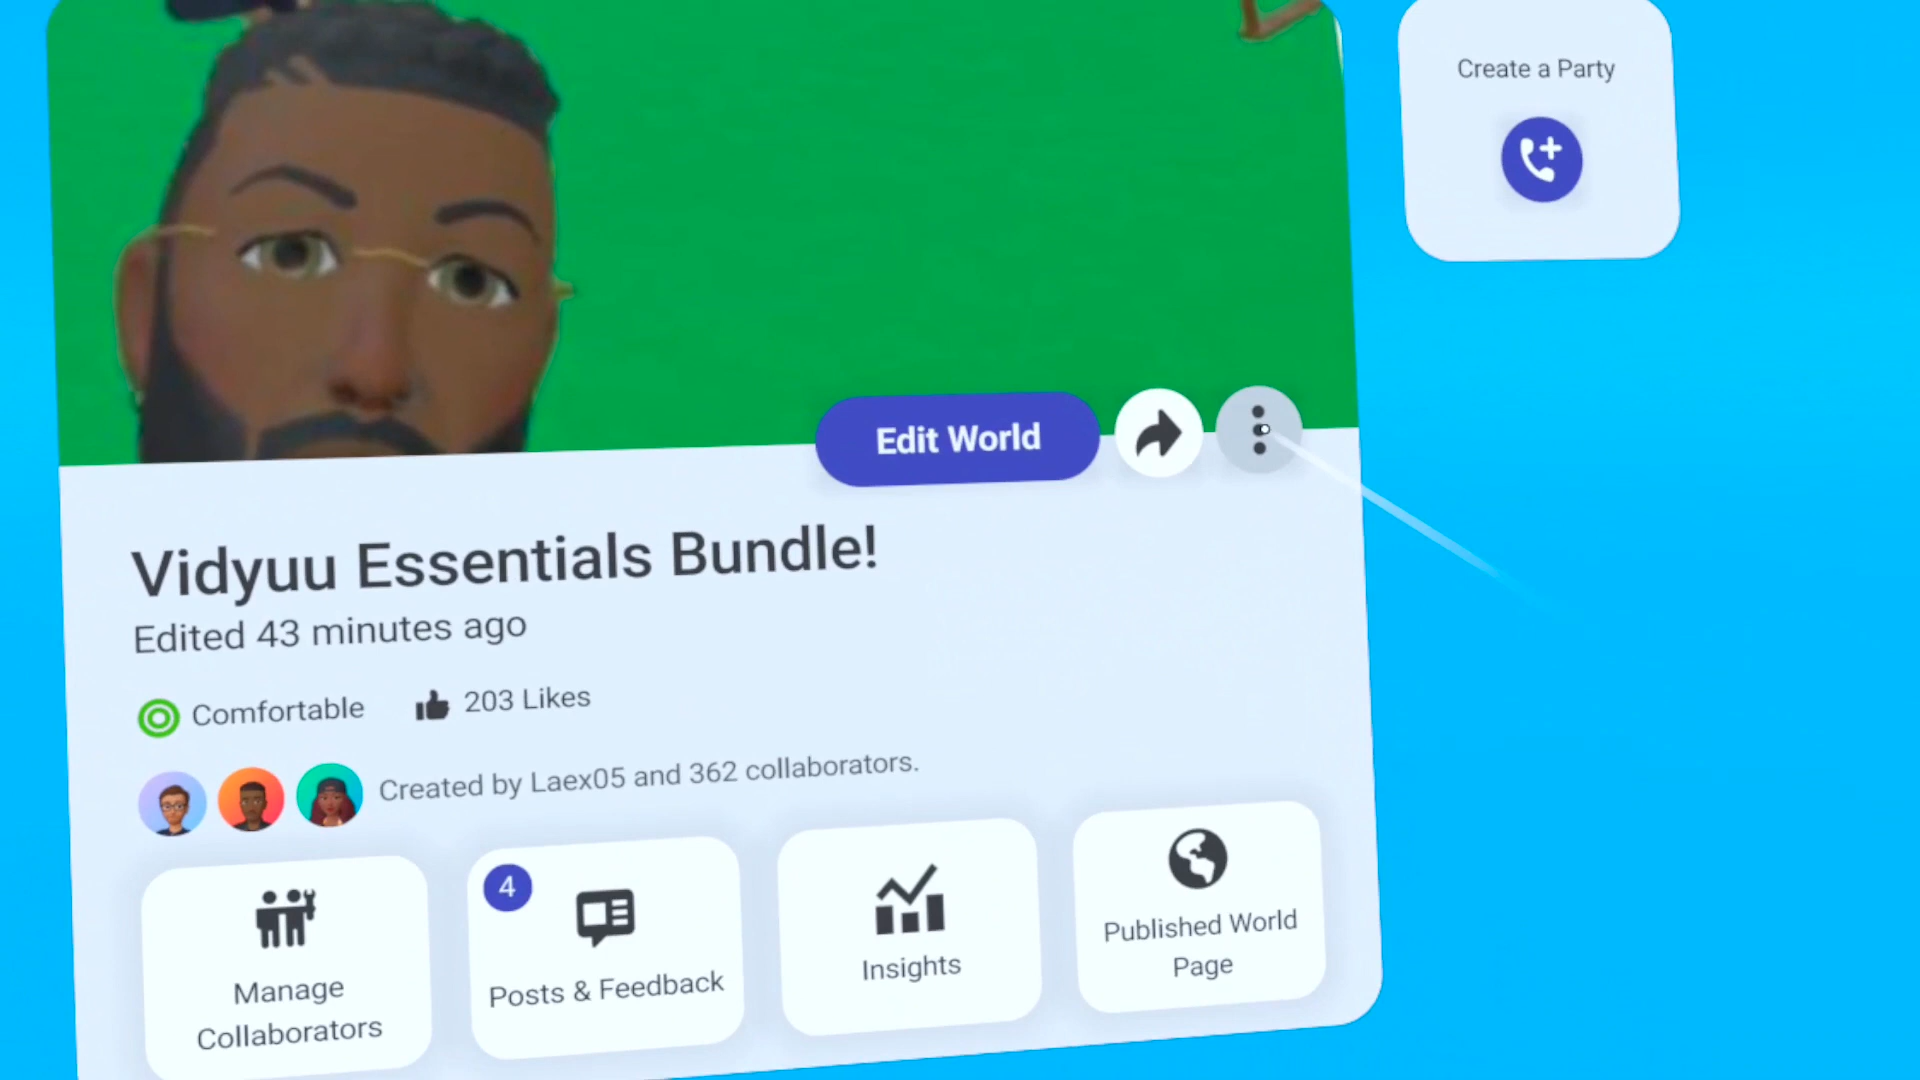 Create a Party
Edit World
Vidyuu Essentials Bundle!
Edited 43 minutes ago
Comfortable
203 Likes
Created by Laex05 and 362 collaborators.
Manage
Collaborators
4
Posts & Feedback
Insights
Published World
Page